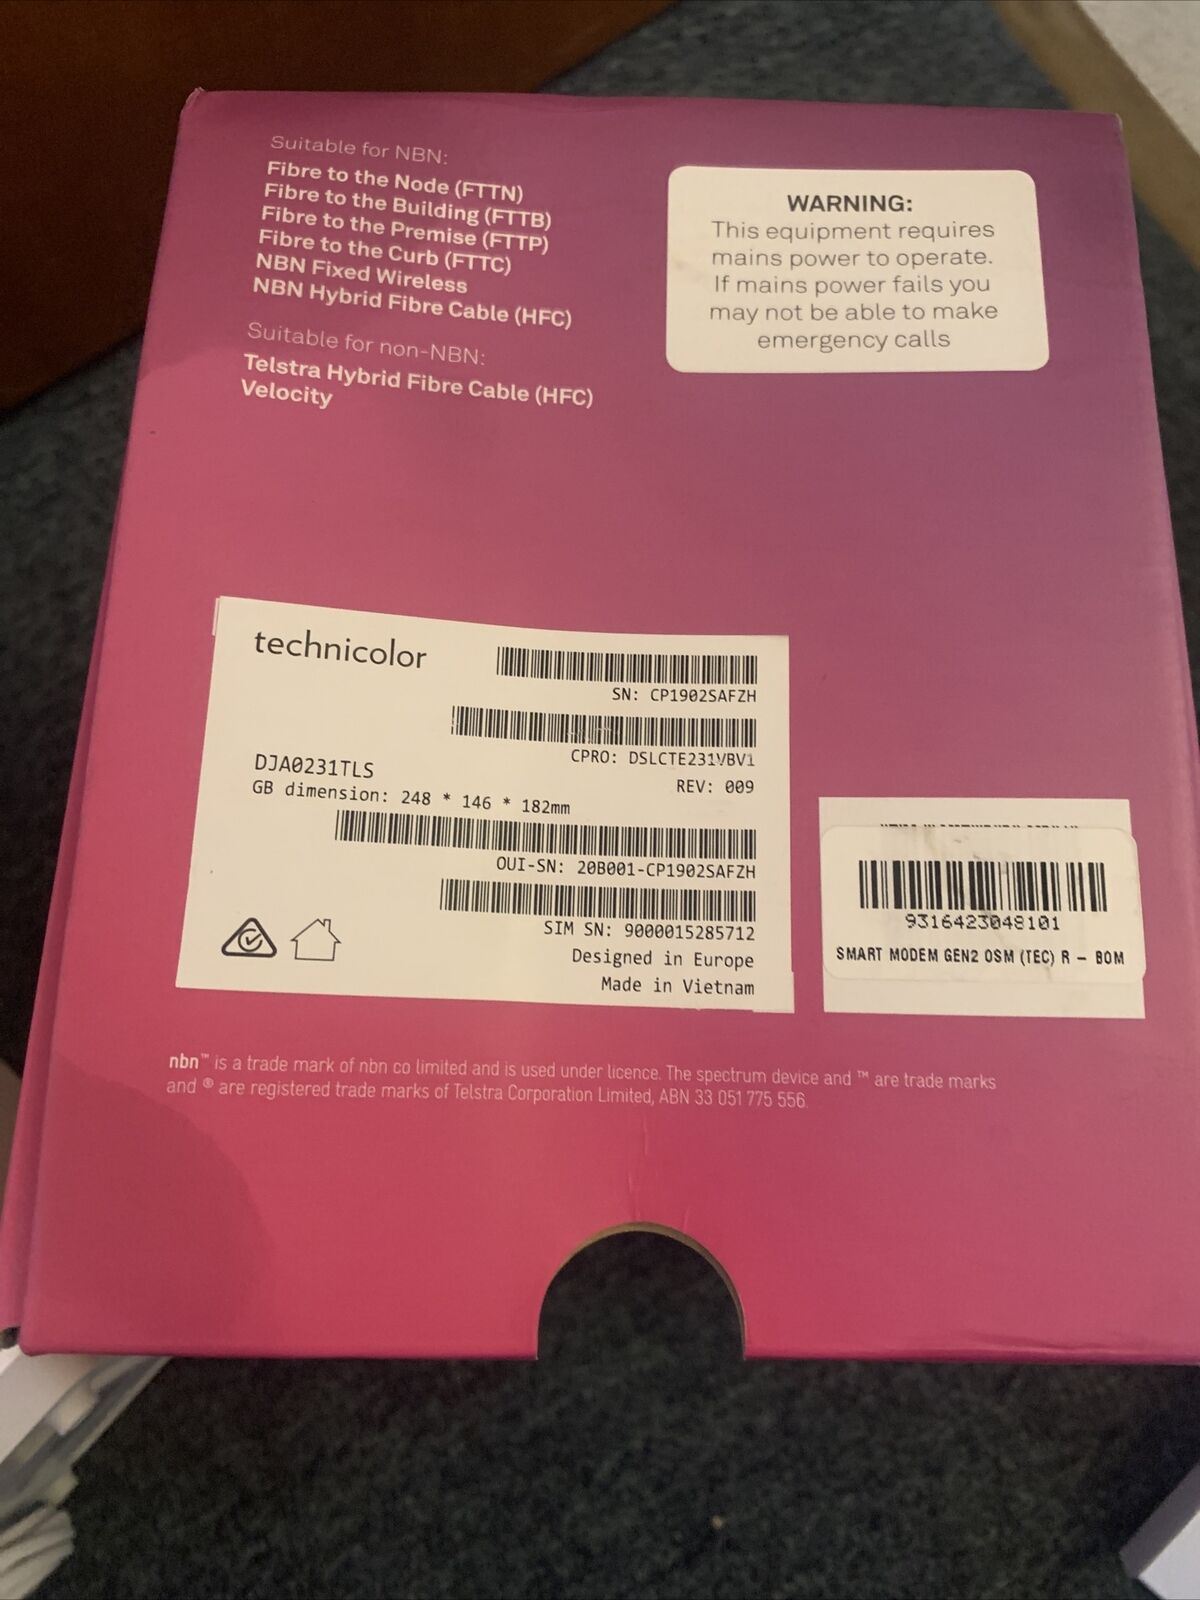 Suitable for NBN:
Fibre to the Node (FTTN)
Fibre to the Building (FTTB)
Fibre to the Premise (FTTP)
Fibre to the Curb (FTTC)
NBN Fixed Wireless
NBN Hybrid Fibre Cable (HFC)
Suitable for non-NBN:
Telstra Hybrid Fibre Cable (HFC)
Velocity
WARNING:
This equipment requires
mains power to operate.
If mains power fails you
may not be able to make
emergency calls
technicolor
SN: CP1902SAFZH
CPRO: DSLCTE231VBV1
DJA0231TLS
REV: 009
GB dimension: 248 * 146 * 182mm
OUI-SN: 20B001-CP1902SAFZH
SIM SN: 9000015285712
Designed in Europe
Made in Vietnam
9316423048101
SMART MODEM GEN2 OSM (TEC) R - BOM
nbn™ is a trade mark of nbn co limited and is used under licence. The spectrum device and ™ are trade marks
and ® are registered trade marks of Telstra Corporation Limited, ABN 33 051 775 556.